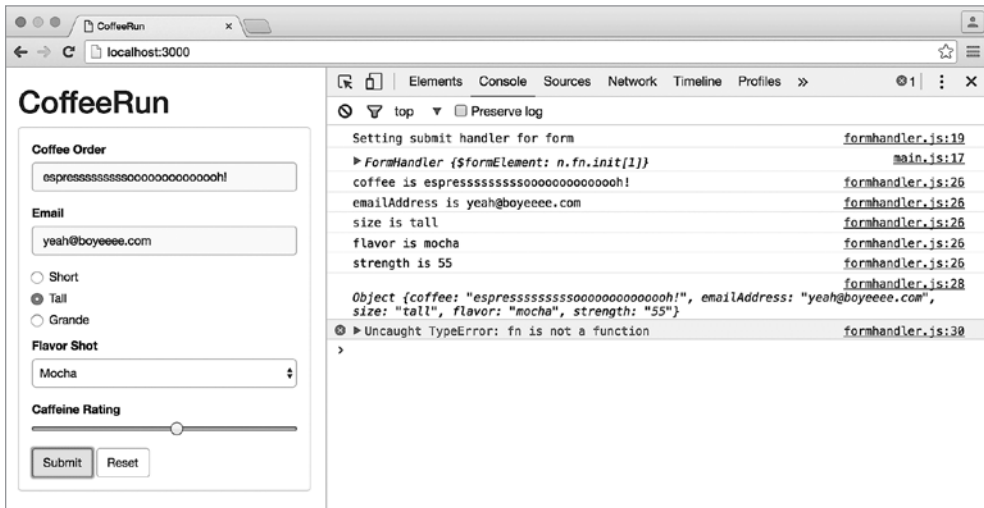 CoffeeRun
localhost:3000
CoffeeRun
Coffee Order
espresssssssssooooooooooooooh!
Email
yeah@boyeeee.com
Short
Tall
Grande
Flavor Shot
Mocha
Caffeine Rating
Submit Reset
Elements Console Sources Network Timeline Profiles » 1
top Preserve log
Setting submit handler for form formhandler.js:19
FormHandler {$formElement: n.fn.init[1]} main.js:17
coffee is espresssssssssooooooooooooooh! formhandler.js:26
emailAddress is yeah@boyeeee.com formhandler.js:26
size is tall formhandler.js:26
flavor is mocha formhandler.js:26
strength is 55 formhandler.js:26
formhandler.js:28
Object {coffee: "espresssssssssooooooooooooooh!", emailAddress: "yeah@boyeeee.com",
size: "tall", flavor: "mocha", strength: "55"}
Uncaught TypeError: fn is not a function formhandler.js:30